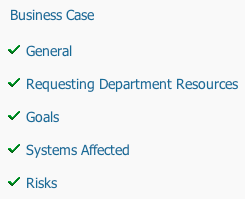 Business Case
General
Requesting Department Resources
Goals
Systems Affected
Risks